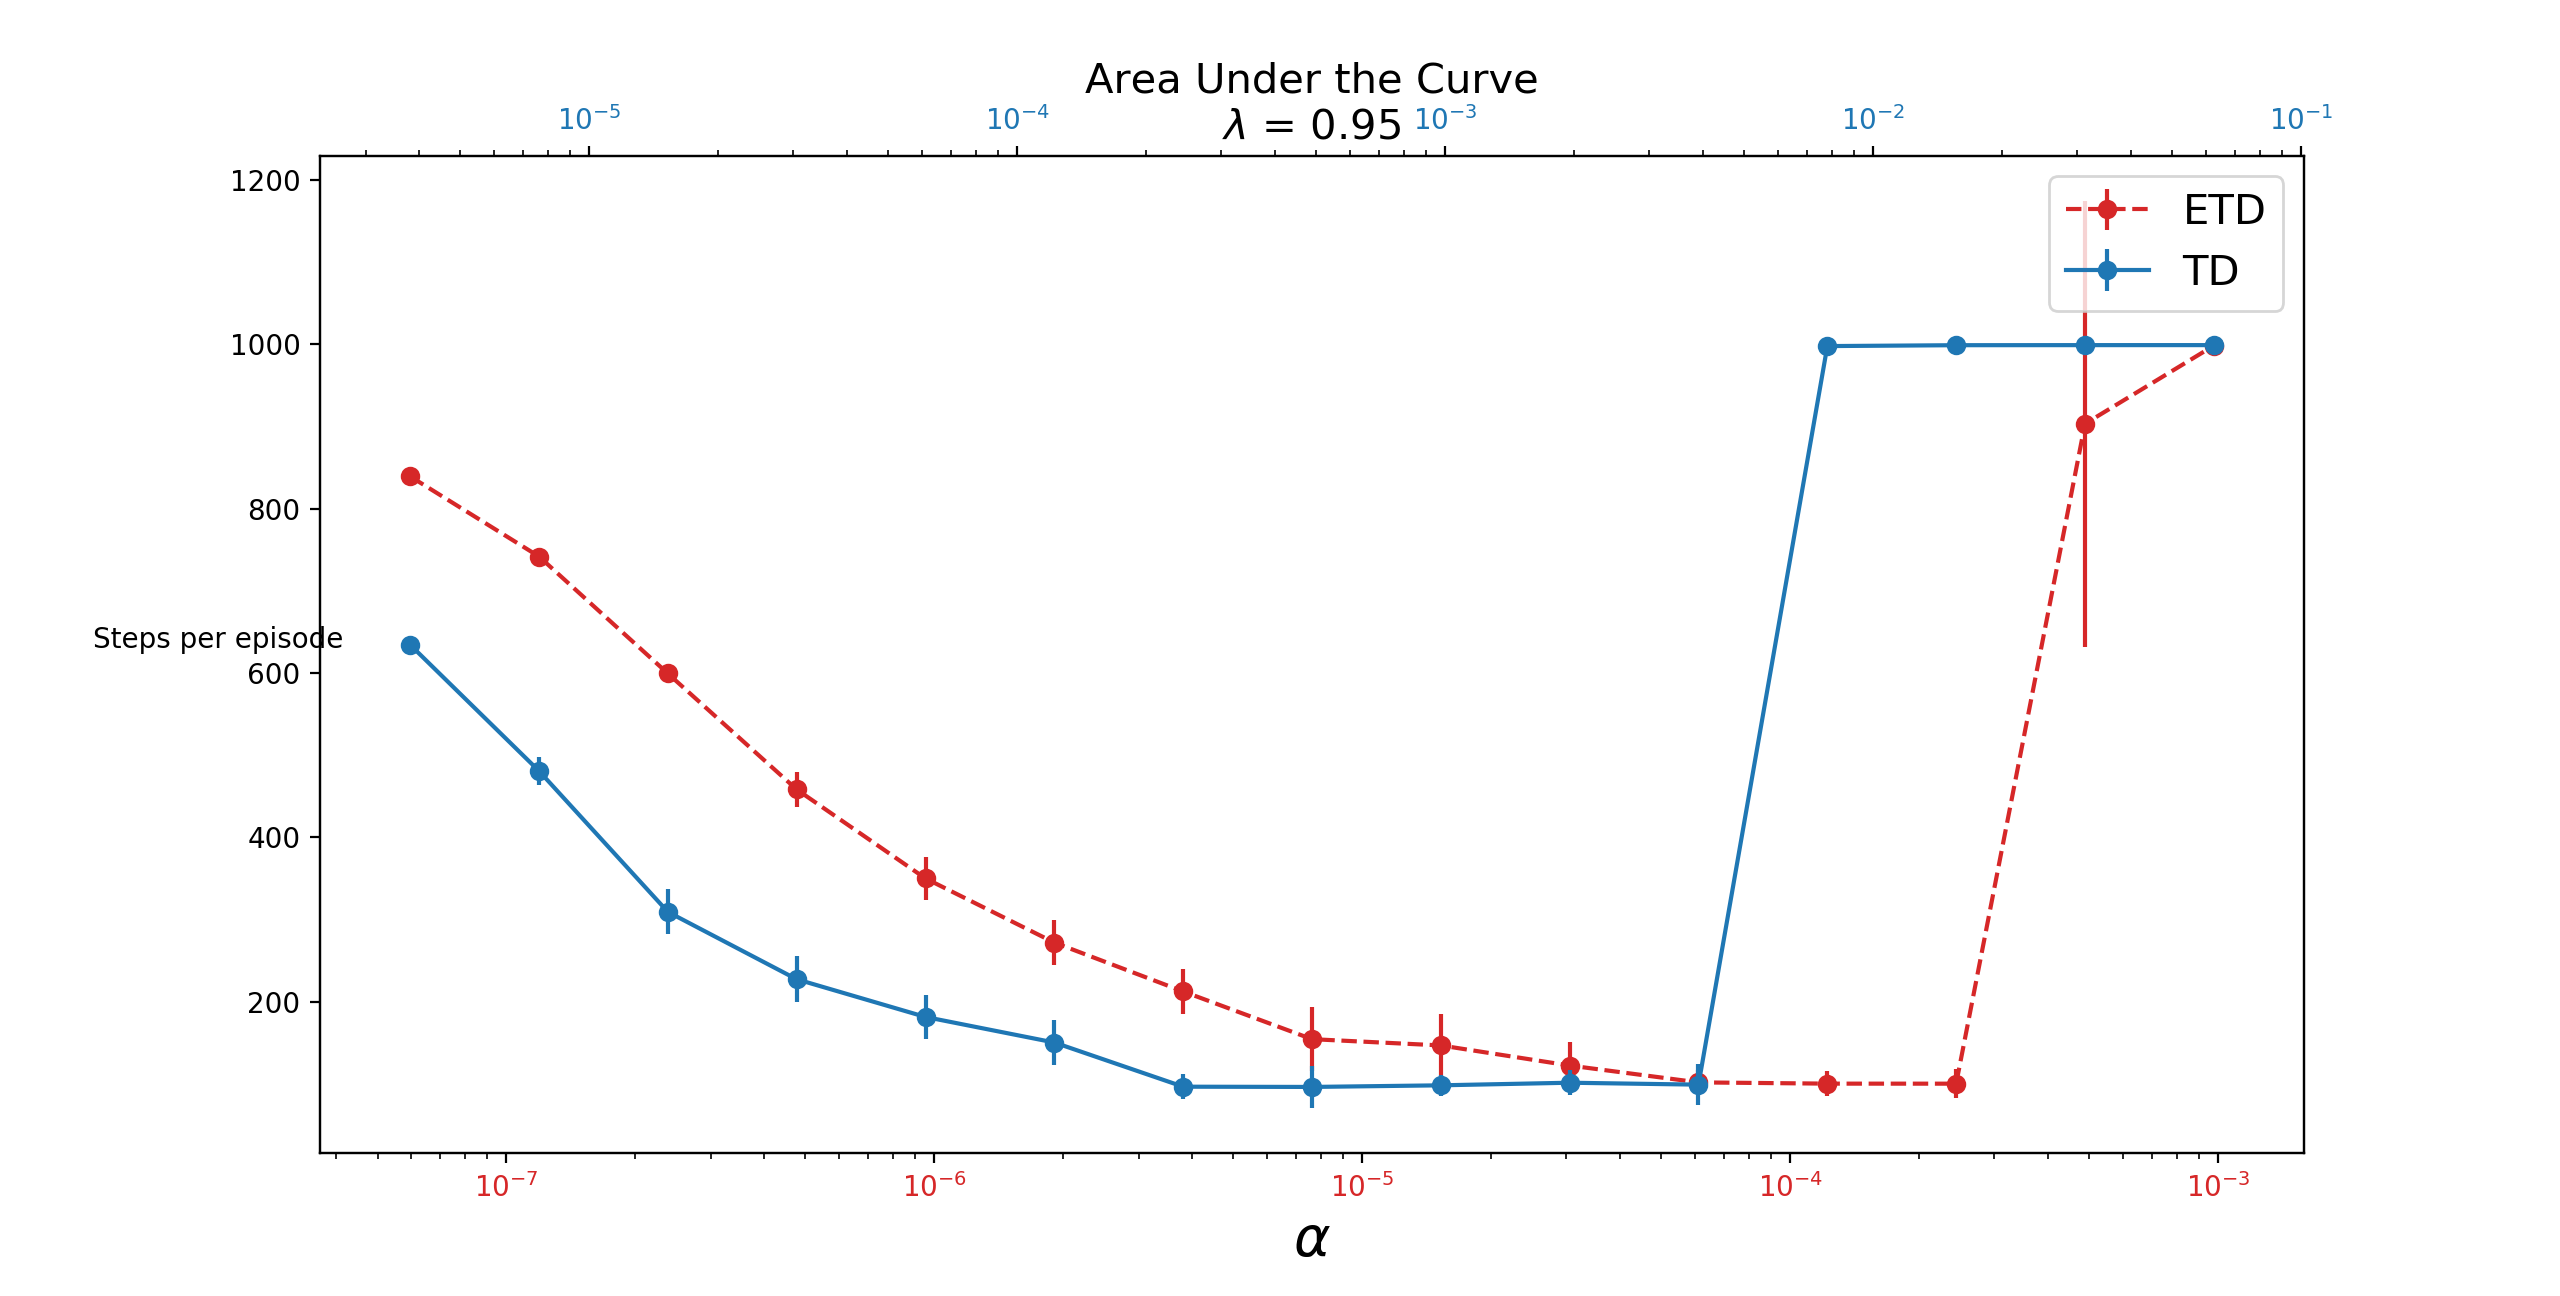 Area Under the Curve
λ = 0.95
10⁻⁵ 10⁻⁴ 10⁻³ 10⁻² 10⁻¹
1200
1000
800
600
400
200
Steps per episode
ETD
TD
10⁻⁷ 10⁻⁶ 10⁻⁵ 10⁻⁴ 10⁻³
α